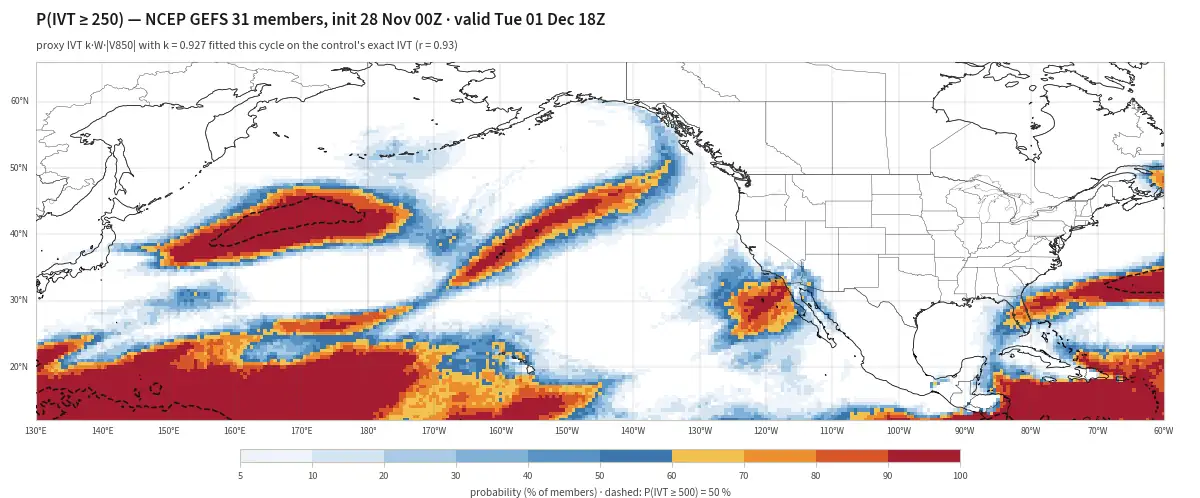 P(IVT ≥ 250) — NCEP GEFS 31 members, init 28 Nov 00Z · valid Tue 01 Dec 18Z
proxy IVT k·W·|V850| with k = 0.927 fitted this cycle on the control's exact IVT (r = 0.93)
60°N
50°N
40°N
30°N
20°N
130°E 140°E 150°E 160°E 170°E 180° 170°W 160°W 150°W 140°W 130°W 120°W 110°W 100°W 90°W 80°W 70°W 60°W
5 10 20 30 40 50 60 70 80 90 100
probability (% of members) · dashed: P(IVT ≥ 500) = 50 %